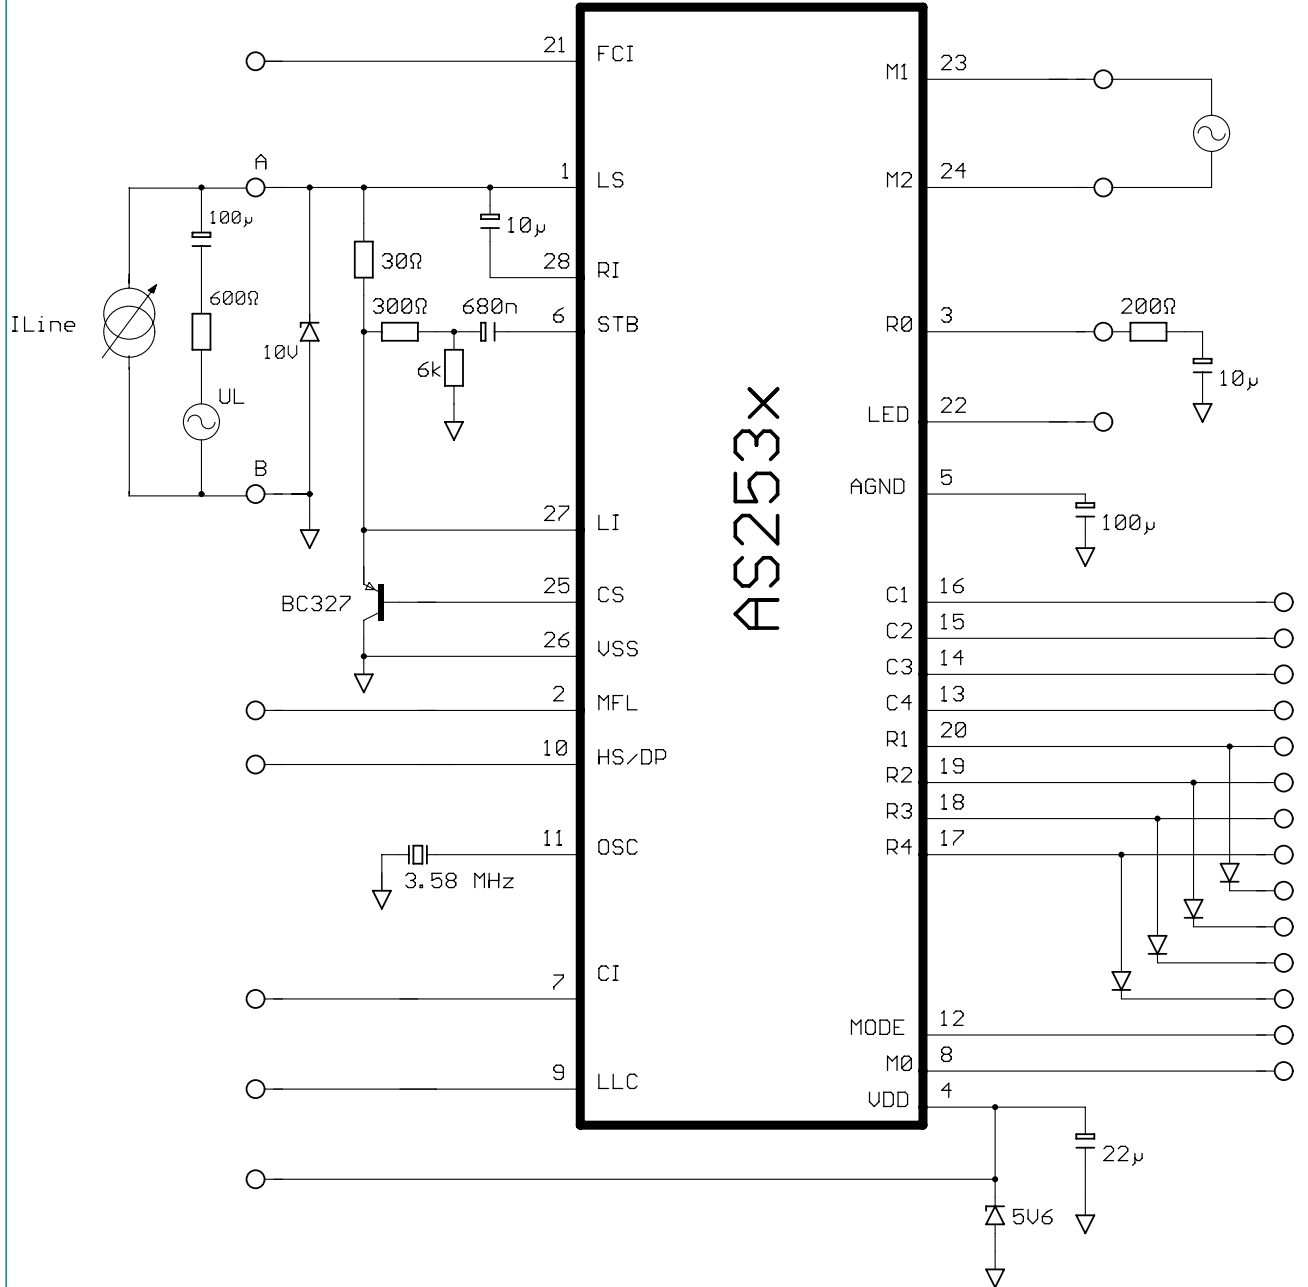 21 FCI
M1 23
A
1 LS
M2 24
100µ
10µ
30Ω
28 RI
600Ω
300Ω 680n
6 STB
R0 3
200Ω
ILine
10V
6k
10µ
UL
LED 22
B
AGND 5
100µ
27 LI
AS253x
BC327
25 CS
C1 16
26 VSS
C2 15
C3 14
2 MFL
C4 13
10 HS/DP
R1 20
R2 19
R3 18
11 OSC
R4 17
3.58 MHz
7 CI
MODE 12
M0 8
9 LLC
VDD 4
22µ
5V6